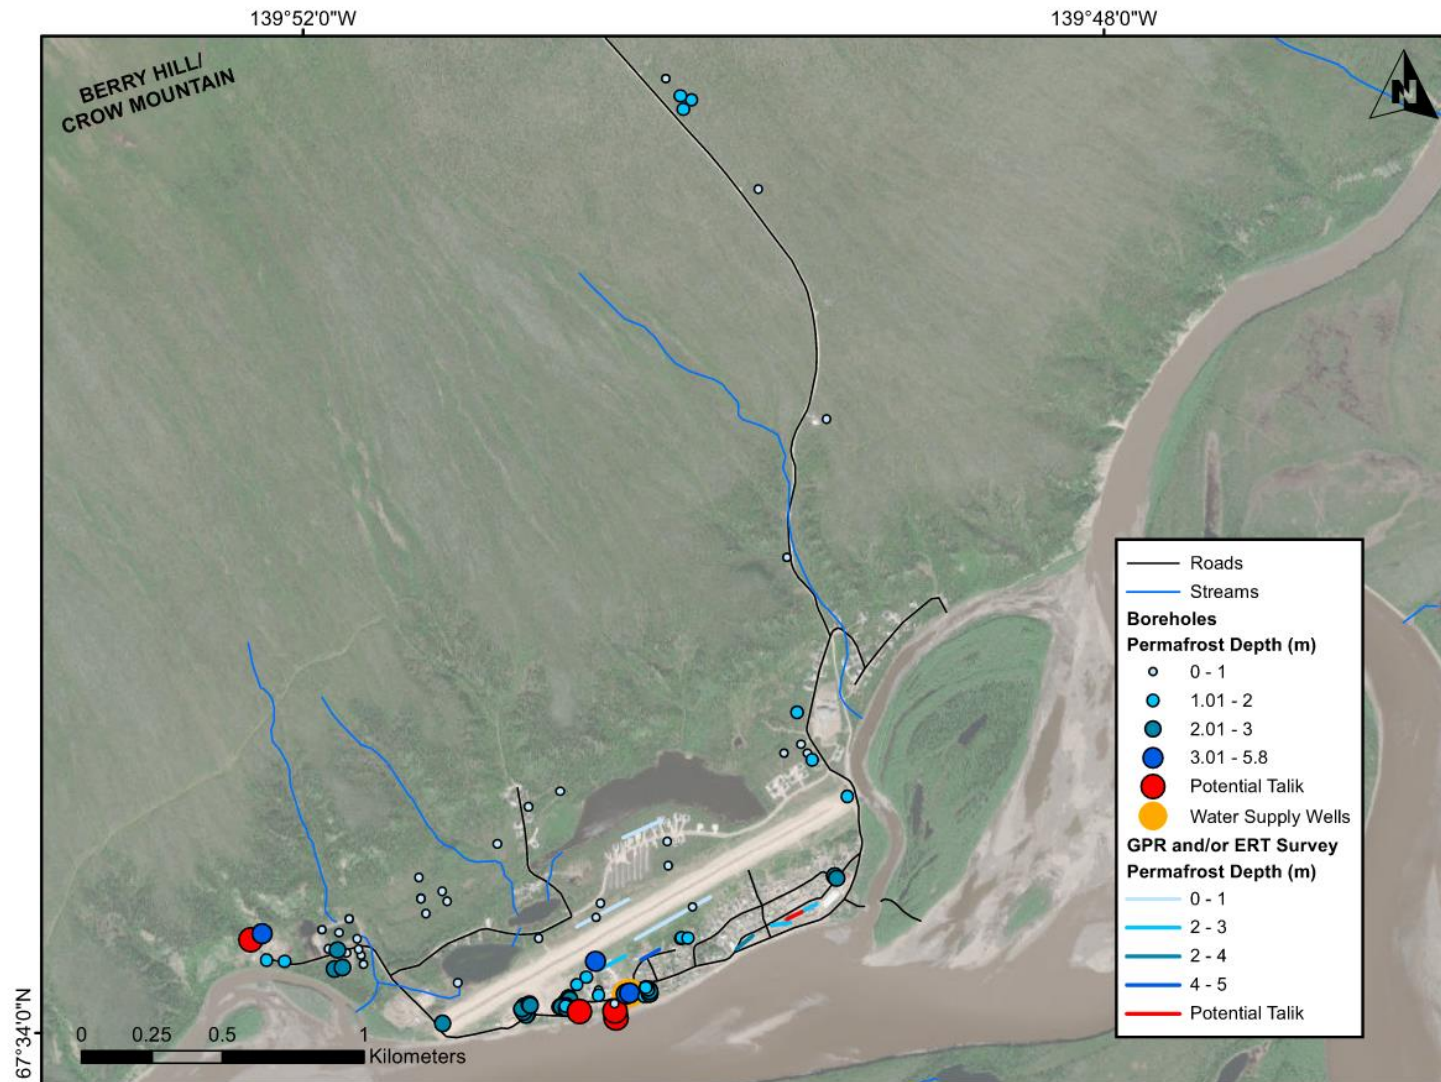 139°52'0"W
139°48'0"W
BERRY HILL/
CROW MOUNTAIN
N
Roads
Streams
Boreholes
Permafrost Depth (m)
0 - 1
1.01 - 2
2.01 - 3
3.01 - 5.8
Potential Talik
Water Supply Wells
GPR and/or ERT Survey
Permafrost Depth (m)
0 - 1
2 - 3
2 - 4
4 - 5
Potential Talik
67°34'0"N
0 0.25 0.5 1
Kilometers